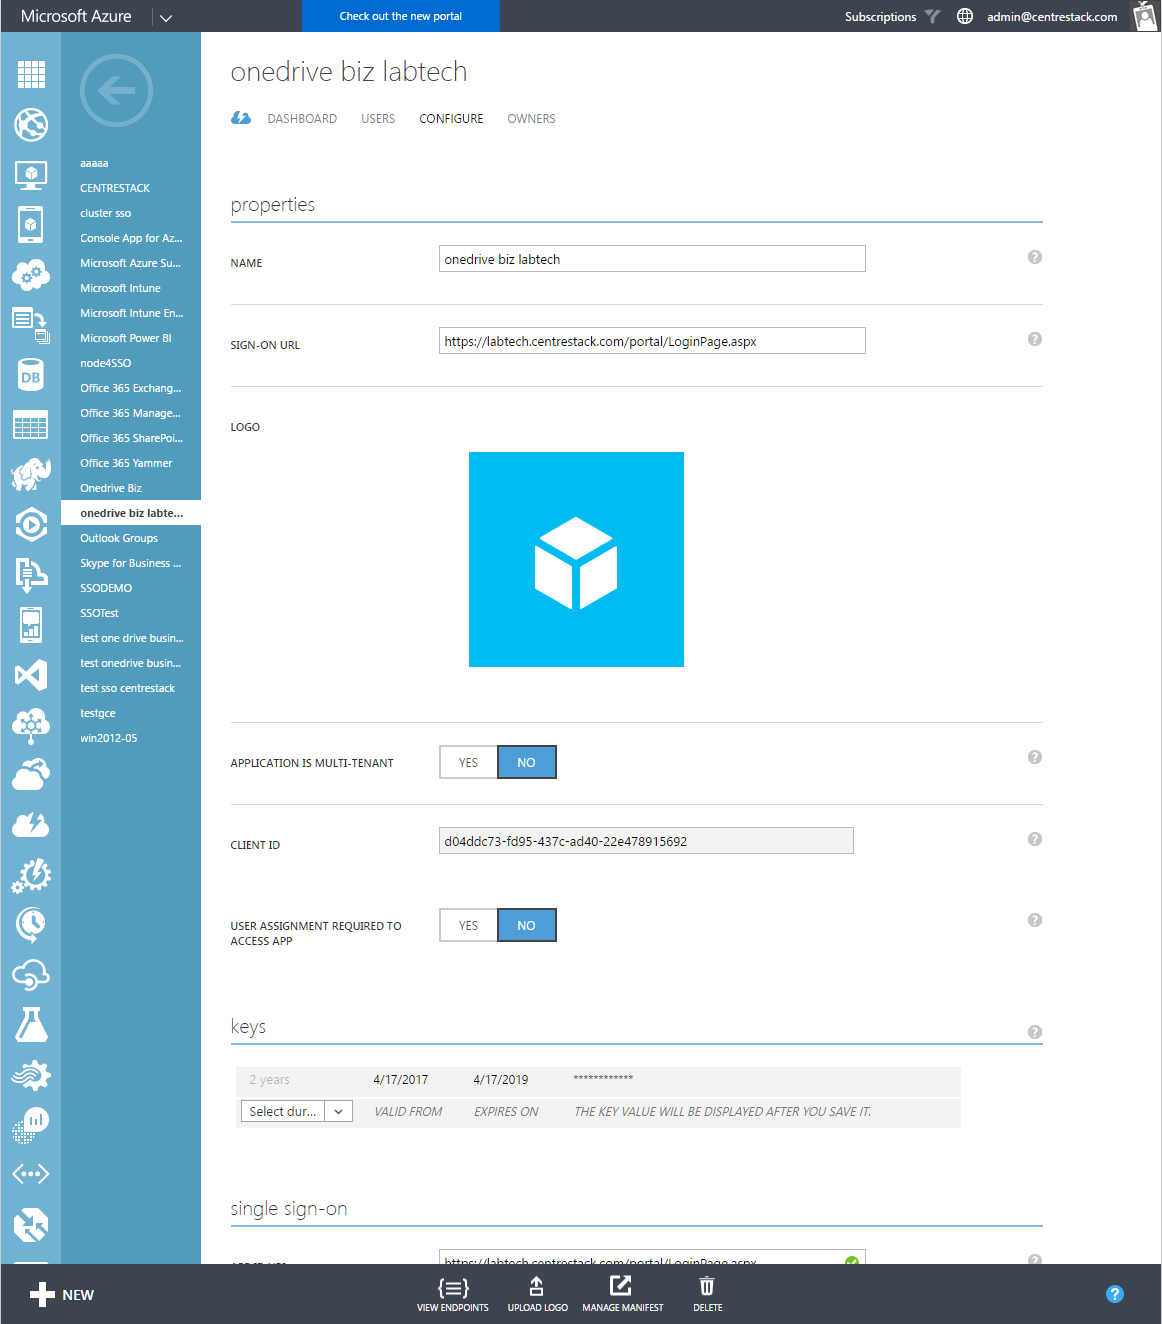 Microsoft Azure
Check out the new portal
Subscriptions
admin@centrestack.com
DB
aaaaa
CENTRESTACK
cluster sso
Console App for Az...
Microsoft Azure Su...
Microsoft Intune
Microsoft Intune En...
Microsoft Power BI
node4SSO
Office 365 Exchang...
Office 365 Manage...
Office 365 SharePoi...
Office 365 Yammer
Onedrive Biz
onedrive biz labte...
Outlook Groups
Skype for Business ...
SSODEMO
SSOTest
test one drive busin...
test onedrive busin...
test sso centrestack
testgce
win2012-05
onedrive biz labtech
DASHBOARD USERS CONFIGURE OWNERS
properties
NAME onedrive biz labtech
SIGN-ON URL https://labtech.centrestack.com/portal/LoginPage.aspx
LOGO
APPLICATION IS MULTI-TENANT YES NO
CLIENT ID d04ddc73-fd95-437c-ad40-22e478915692
USER ASSIGNMENT REQUIRED TO YES NO
ACCESS APP
keys
2 years 4/17/2017 4/17/2019 ************
Select dur... VALID FROM EXPIRES ON THE KEY VALUE WILL BE DISPLAYED AFTER YOU SAVE IT.
single sign-on
https://labtech.centrestack.com/portal/LoginPage.aspx
NEW
VIEW ENDPOINTS UPLOAD LOGO MANAGE MANIFEST DELETE